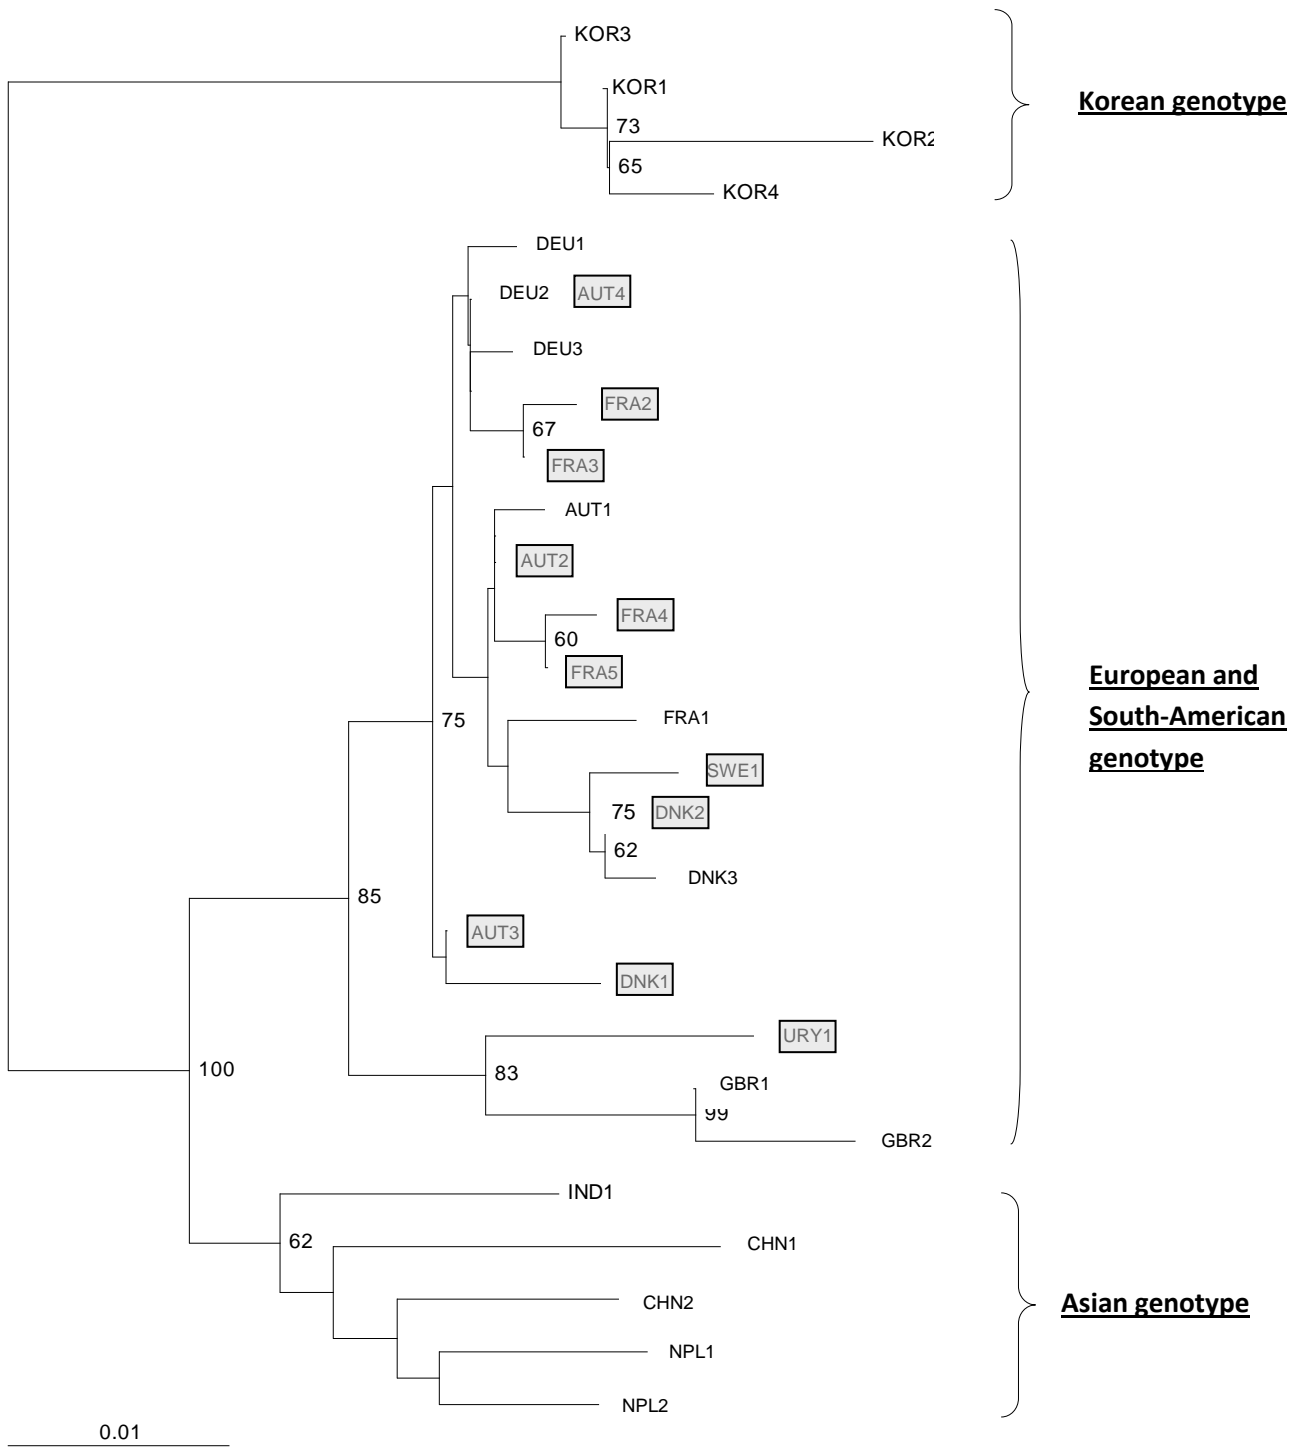 KOR3
KOR1
Korean genotype
73
KOR2
65
KOR4
DEU1
DEU2 AUT4
DEU3
FRA2
67
FRA3
AUT1
AUT2
FRA4
60
FRA5
European and
South-American
genotype
75
FRA1
SWE1
75 DNK2
62
DNK3
85
AUT3
DNK1
URY1
100
83
GBR1
99
GBR2
IND1
62
CHN1
CHN2
Asian genotype
NPL1
NPL2
0.01